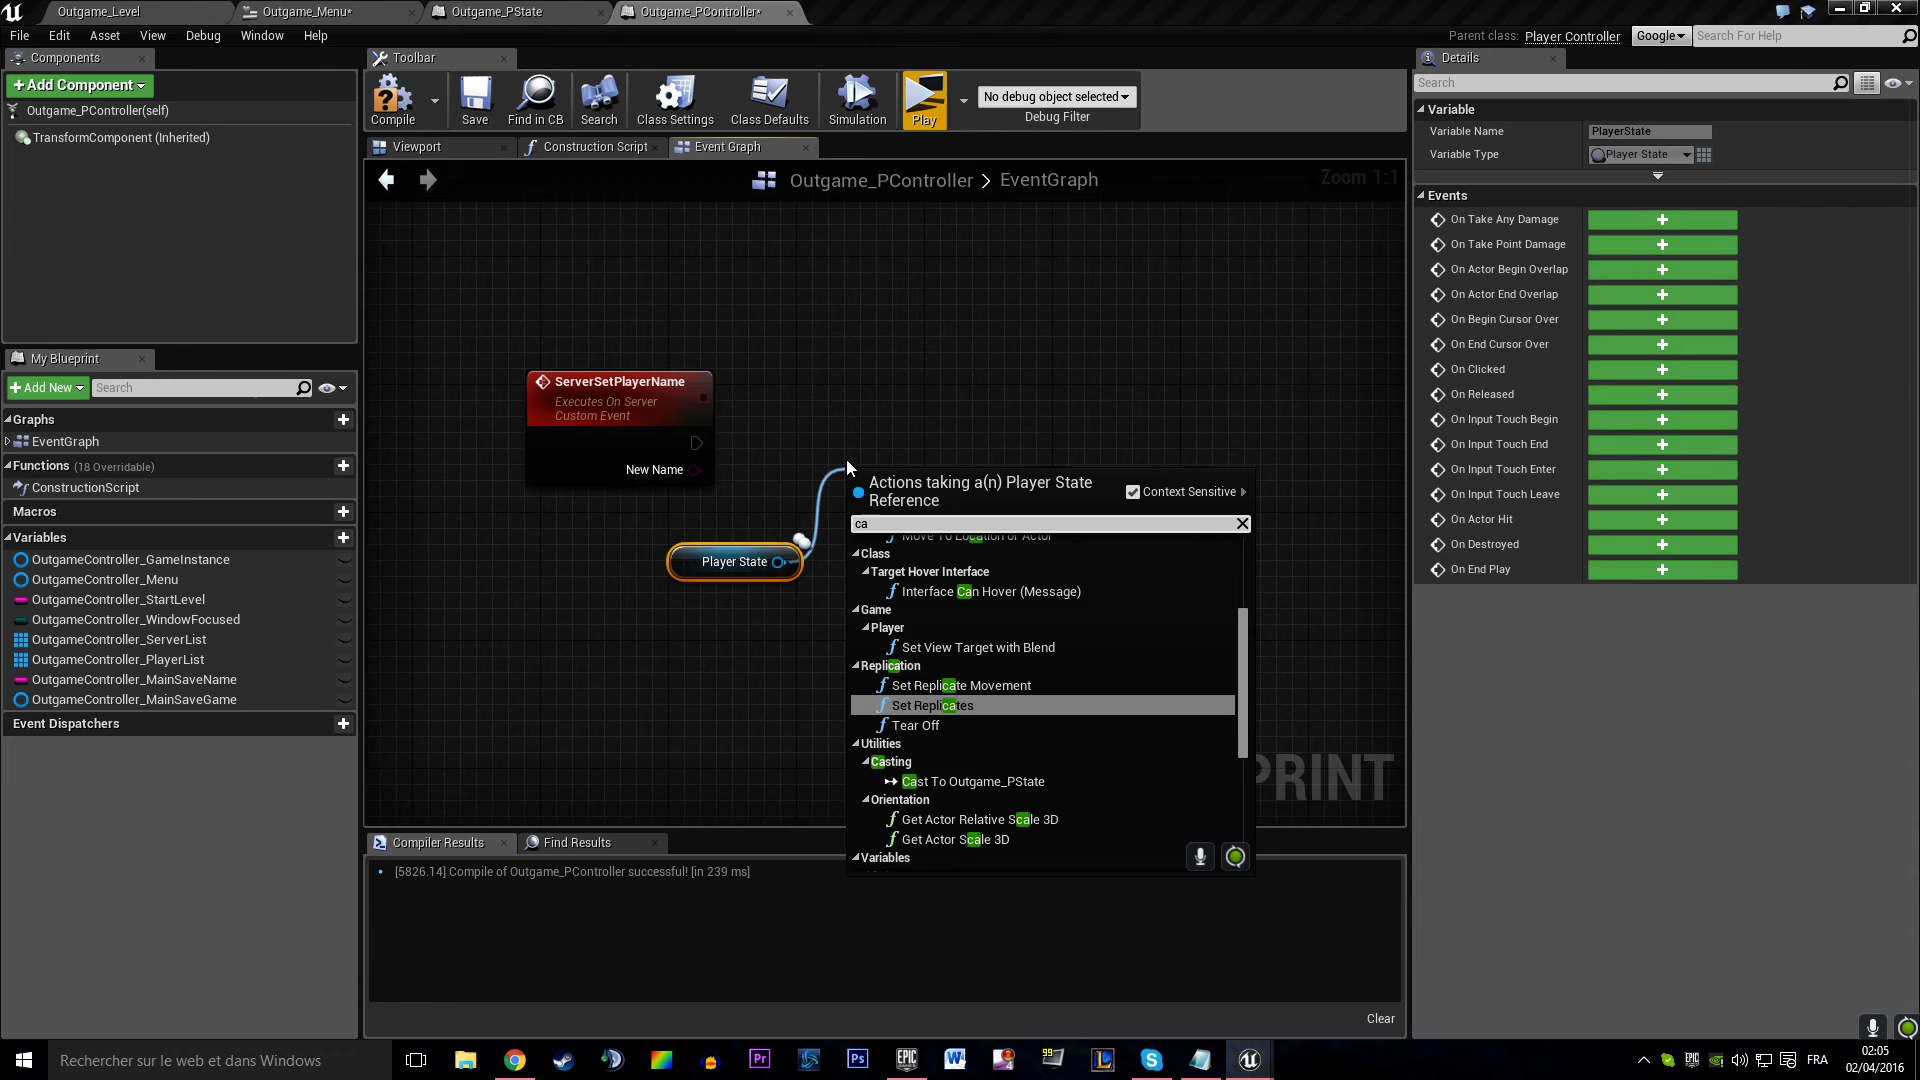 Outgame_Level
Outgame_Menu*
Outgame_PState
Outgame_PController*
File Edit Asset View Debug Window Help
Parent class: Player Controller
Google
Search For Help
Components
+Add Component
Outgame_PController(self)
TransformComponent (Inherited)
Toolbar
Compile
Save
Find in CB
Search
Class Settings
Class Defaults
Simulation
Play
No debug object selected
Debug Filter
Viewport
Construction Script
Event Graph
Outgame_PController > EventGraph
Zoom 1:1
ServerSetPlayerName
Executes On Server
Custom Event
New Name
Player State
Actions taking a(n) Player State
Reference
Context Sensitive
ca
Move To Location or Actor
Class
Target Hover Interface
Interface Can Hover (Message)
Game
Player
Set View Target with Blend
Replication
Set Replicate Movement
Set Replicates
Tear Off
Utilities
Casting
Cast To Outgame_PState
Orientation
Get Actor Relative Scale 3D
Get Actor Scale 3D
Variables
PRINT
My Blueprint
+ Add New
Search
Graphs
EventGraph
Functions (18 Overridable)
ConstructionScript
Macros
Variables
OutgameController_GameInstance
OutgameController_Menu
OutgameController_StartLevel
OutgameController_WindowFocused
OutgameController_ServerList
OutgameController_PlayerList
OutgameController_MainSaveName
OutgameController_MainSaveGame
Event Dispatchers
Compiler Results
Find Results
[5826.14] Compile of Outgame_PController successful! [in 239 ms]
Clear
Details
Search
Variable
Variable Name
PlayerState
Variable Type
Player State
Events
On Take Any Damage
On Take Point Damage
On Actor Begin Overlap
On Actor End Overlap
On Begin Cursor Over
On End Cursor Over
On Clicked
On Released
On Input Touch Begin
On Input Touch End
On Input Touch Enter
On Input Touch Leave
On Actor Hit
On Destroyed
On End Play
Rechercher sur le web et dans Windows
Pr
Ps
EPIC
GAMES
99
FRA
02:05
02/04/2016